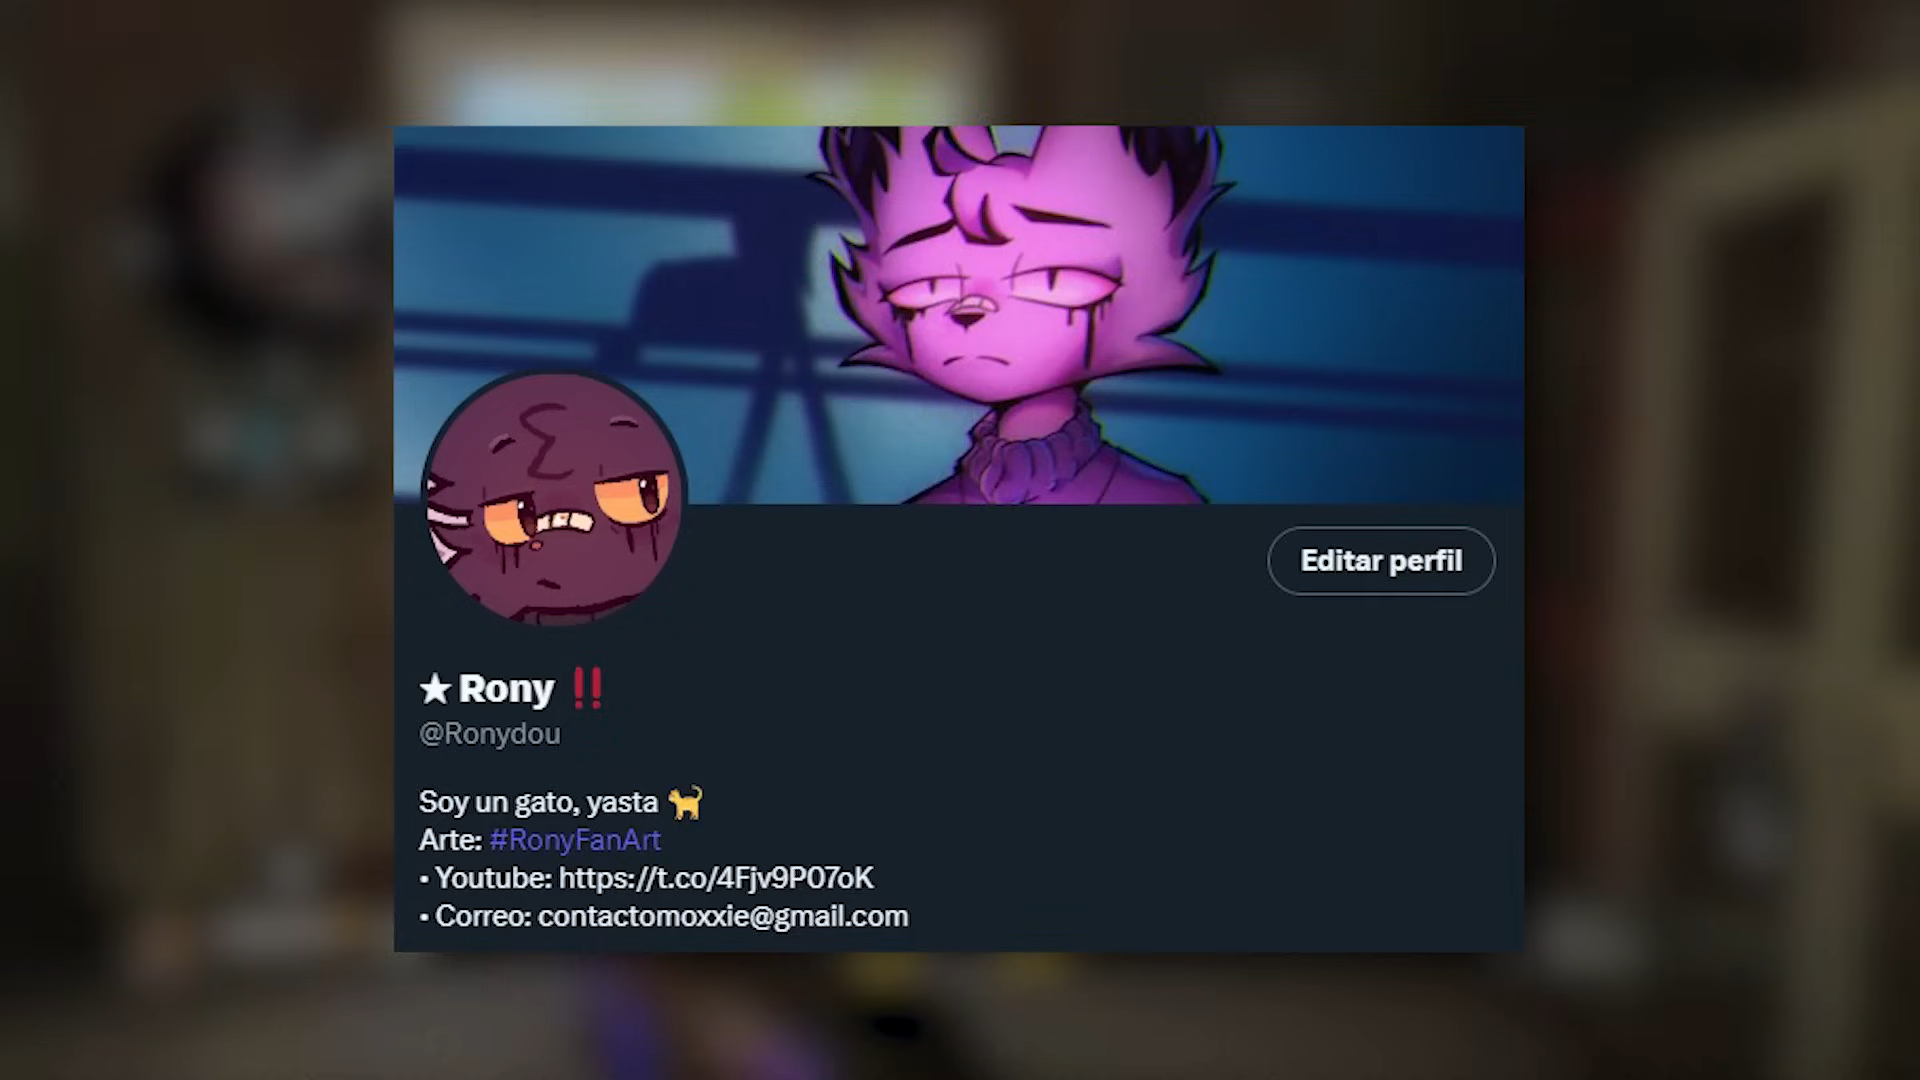 Editar perfil
★ Rony ‼️
@Ronydou
Soy un gato, yasta 🐈
Arte: #RonyFanArt
• Youtube: https://t.co/4Fjv9P07oK
• Correo: contactomoxxie@gmail.com